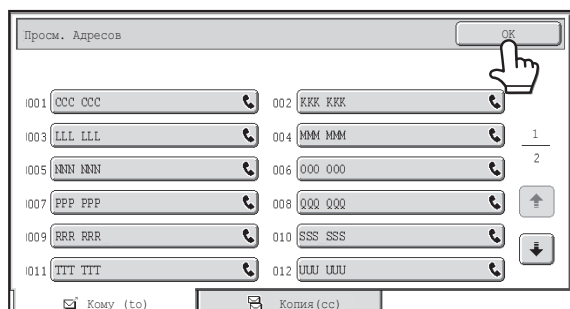 Просм. Адресов OK
001 CCC CCC 002 KKK KKK
003 LLL LLL 004 MMM MMM
1
005 NNN NNN 006 OOO OOO
2
007 PPP PPP 008 QQQ QQQ
009 RRR RRR 010 SSS SSS
011 TTT TTT 012 UUU UUU
Кому (to) Копия(cc)